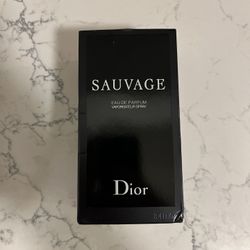 SAUVAGE
EAU DE PARFUM
VAPORISATEUR SPRAY
Dior